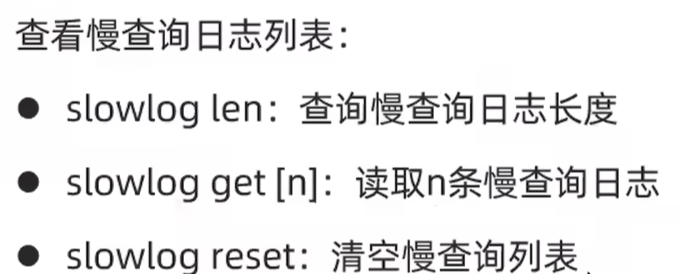 查看慢查询日志列表：
● slowlog len：查询慢查询日志长度
● slowlog get [n]：读取n条慢查询日志
● slowlog reset：清空慢查询列表